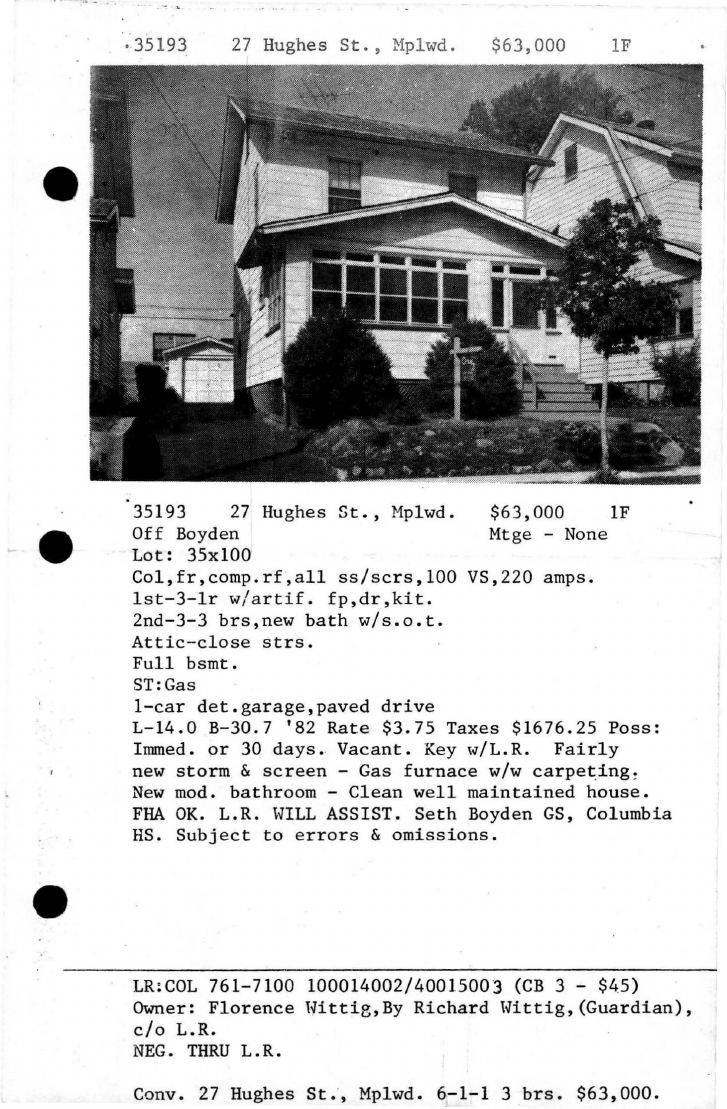 35193 27 Hughes St., Mplwd. $63,000 1F
35193 27 Hughes St., Mplwd. $63,000 1F
Off Boyden Mtge - None
Lot: 35x100
Col,fr,comp.rf,all ss/scrs,100 VS,220 amps.
1st-3-lr w/artif. fp,dr,kit.
2nd-3-3 brs,new bath w/s.o.t.
Attic-close strs.
Full bsmt.
ST:Gas
1-car det.garage,paved drive
L-14.0 B-30.7 '82 Rate $3.75 Taxes $1676.25 Poss:
Immed. or 30 days. Vacant. Key w/L.R. Fairly
new storm & screen - Gas furnace w/w carpeting.
New mod. bathroom - Clean well maintained house.
FHA OK. L.R. WILL ASSIST. Seth Boyden GS, Columbia
HS. Subject to errors & omissions.
LR:COL 761-7100 100014002/40015003 (CB 3 - $45)
Owner: Florence Wittig,By Richard Wittig,(Guardian),
c/o L.R.
NEG. THRU L.R.
Conv. 27 Hughes St., Mplwd. 6-1-1 3 brs. $63,000.